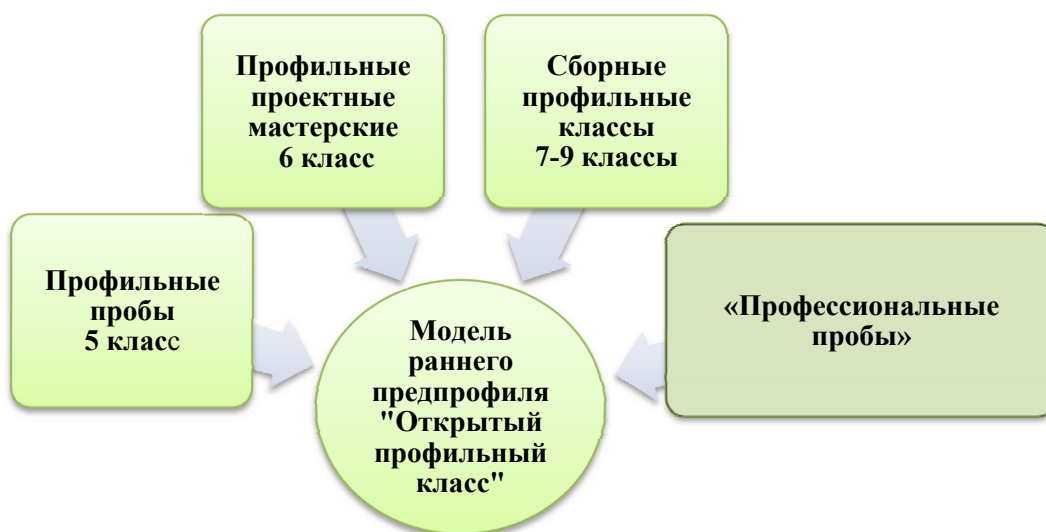 Профильные
проектные
мастерские
6 класс
Сборные
профильные
классы
7-9 классы
Профильные
пробы
5 класс
«Профессиональные
пробы»
Модель
раннего
предпрофиля
"Открытый
профильный
класс"